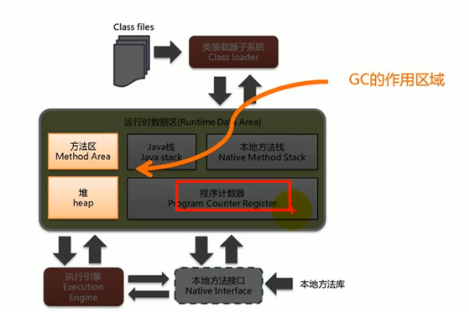 Class files
类装载器子系统
Class loader
GC的作用区域
运行时数据区(Runtime Data Area)
方法区
Method Area
Java栈
Java stack
本地方法栈
Native Method Stack
堆
heap
程序计数器
Program Counter Register
执行引擎
Execution
Engine
本地方法接口
Native Interface
本地方法库